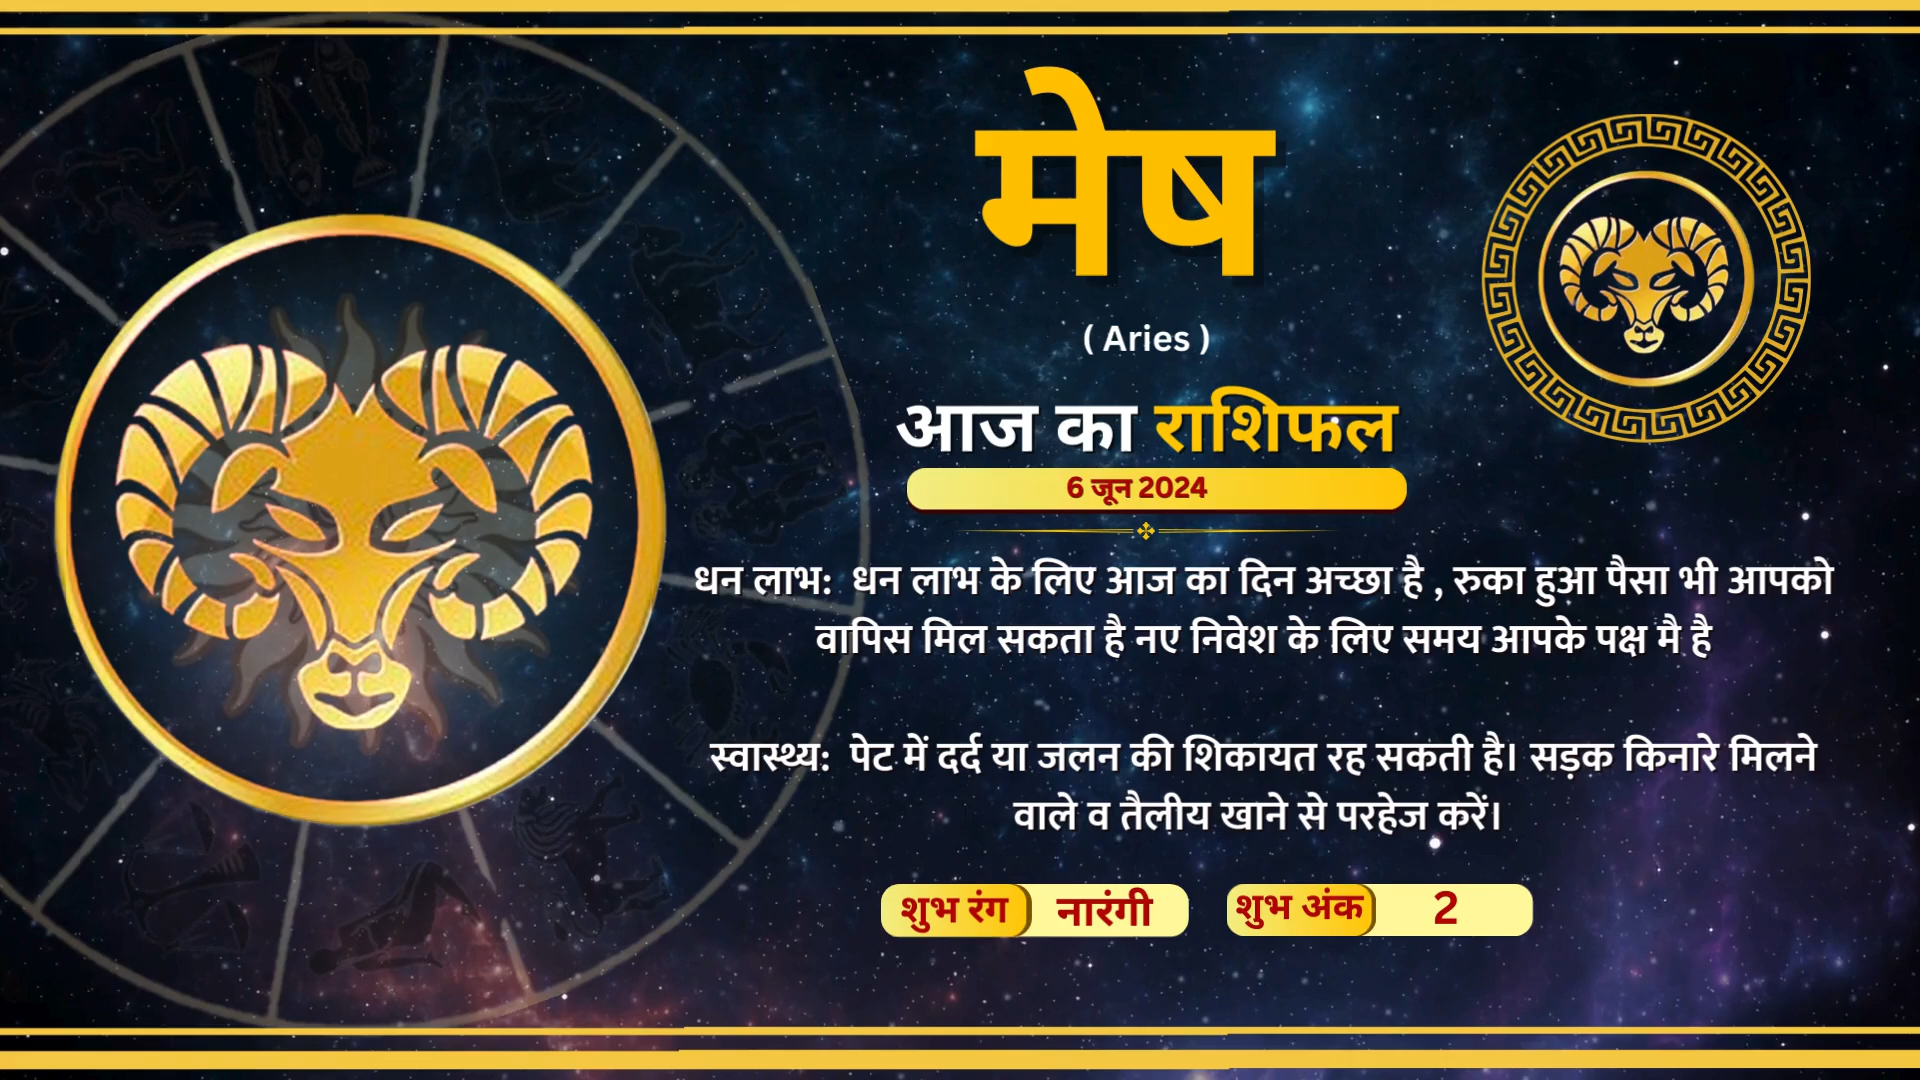 मेष
( Aries )
आज का राशिफल
6 जून 2024
धन लाभ: धन लाभ के लिए आज का दिन अच्छा है , रुका हुआ पैसा भी आपको
वापिस मिल सकता है नए निवेश के लिए समय आपके पक्ष मै है
स्वास्थ्य: पेट में दर्द या जलन की शिकायत रह सकती है। सड़क किनारे मिलने
वाले व तैलीय खाने से परहेज करें।
शुभ रंग नारंगी शुभ अंक 2